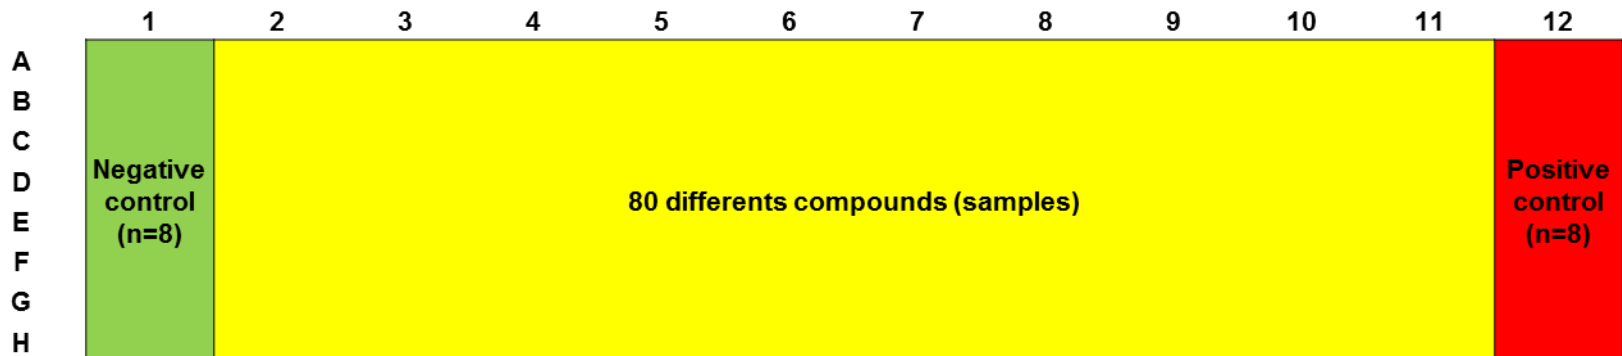 1 2 3 4 5 6 7 8 9 10 11 12
A
B
C
D
E
F
G
H
Negative
control
(n=8)
80 differents compounds (samples)
Positive
control
(n=8)